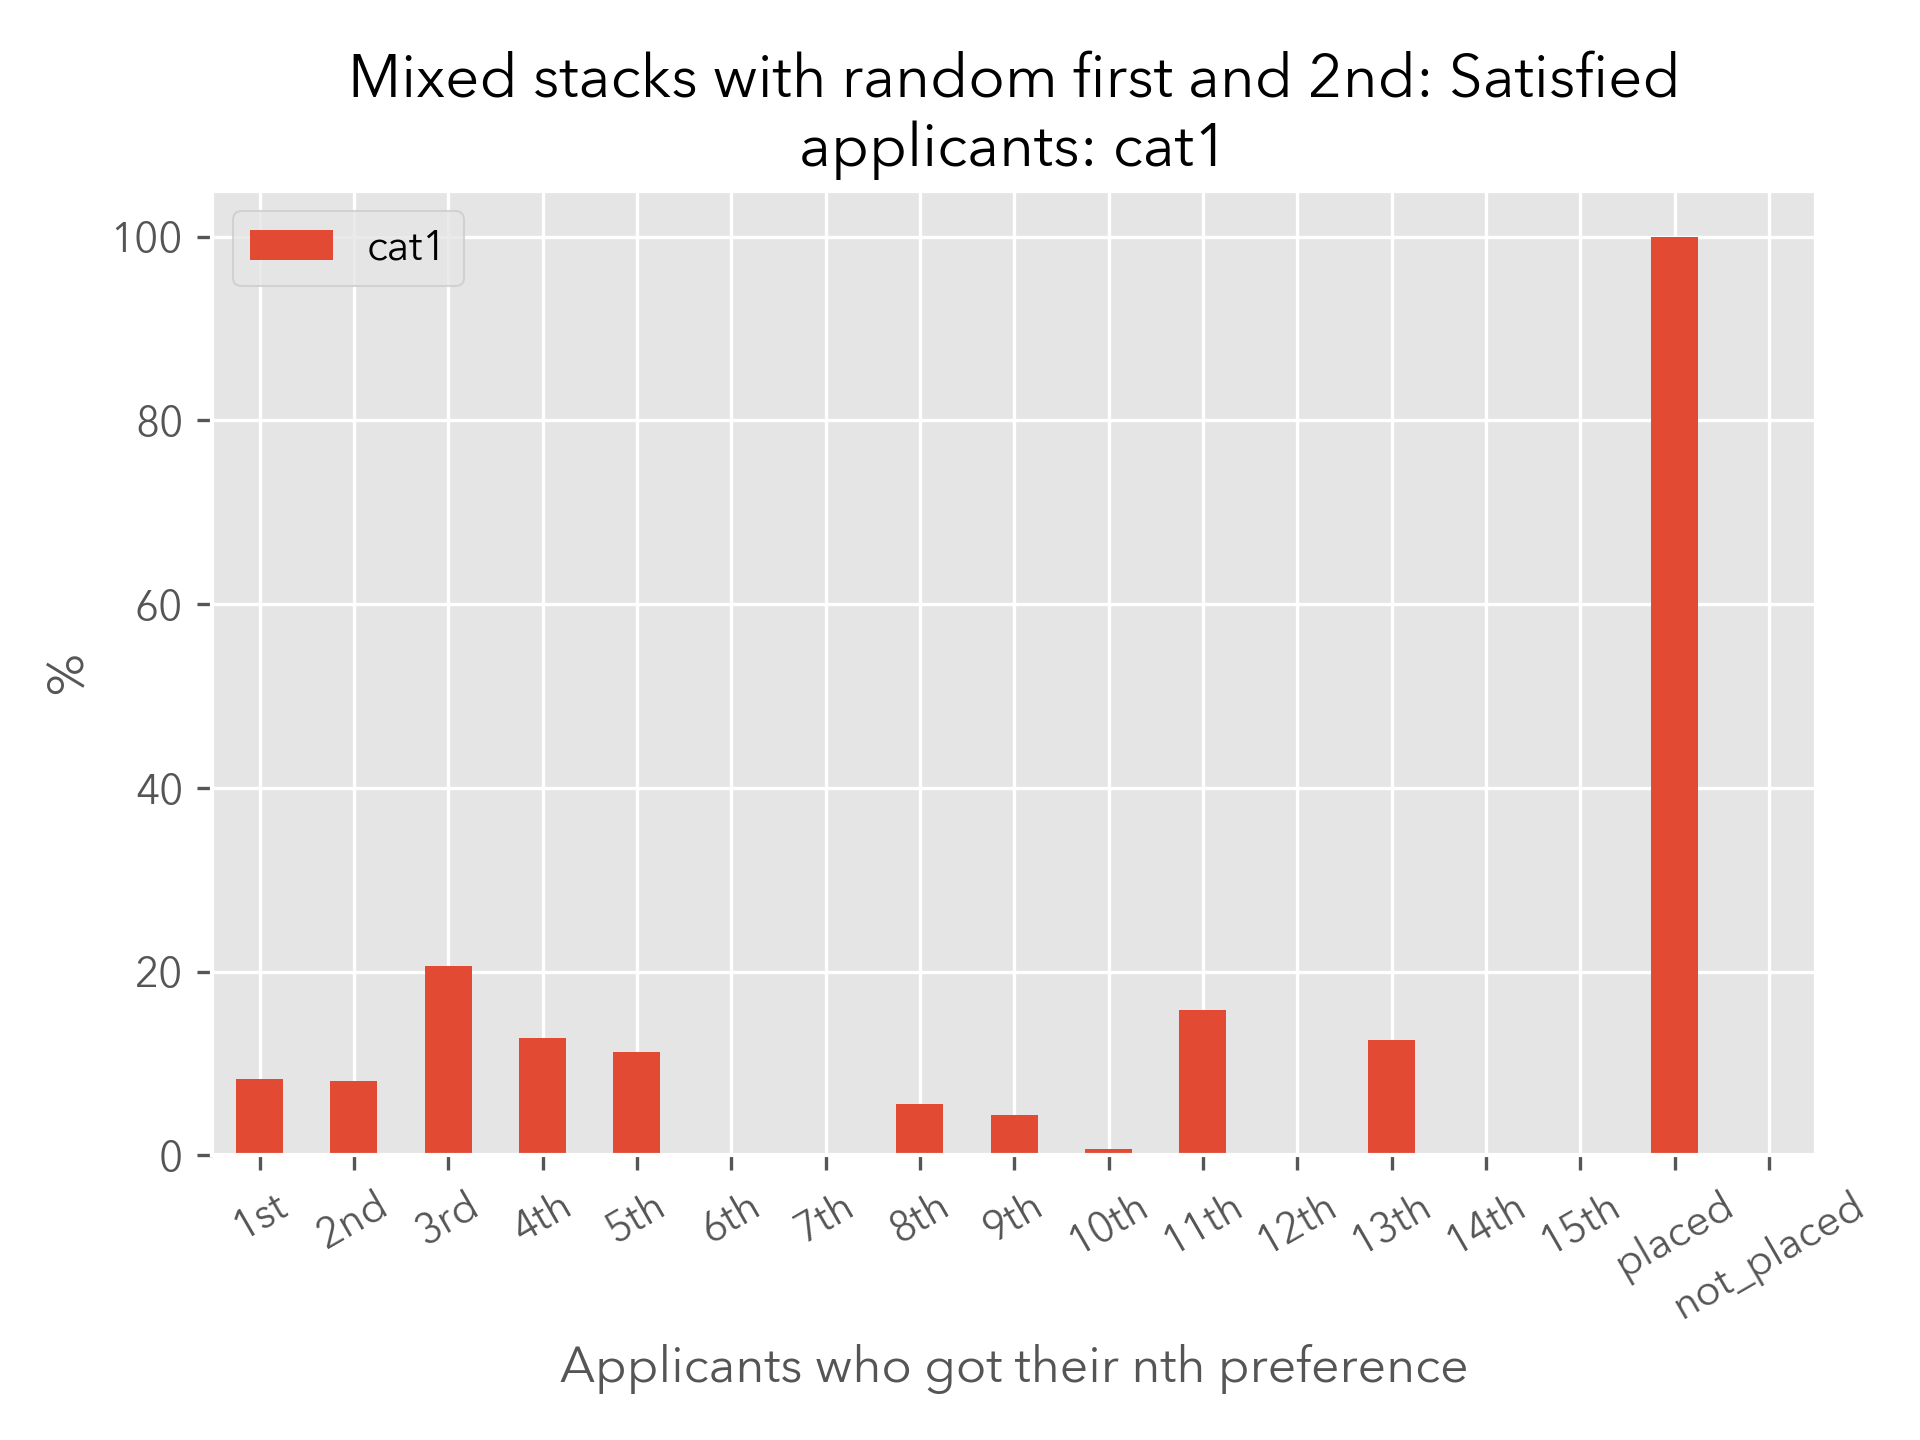 Mixed stacks with random first and 2nd: Satisfied
applicants: cat1
cat1
100
80
60
40
20
0
%
1st 2nd 3rd 4th 5th 6th 7th 8th 9th 10th 11th 12th 13th 14th 15th placed not_placed
Applicants who got their nth preference